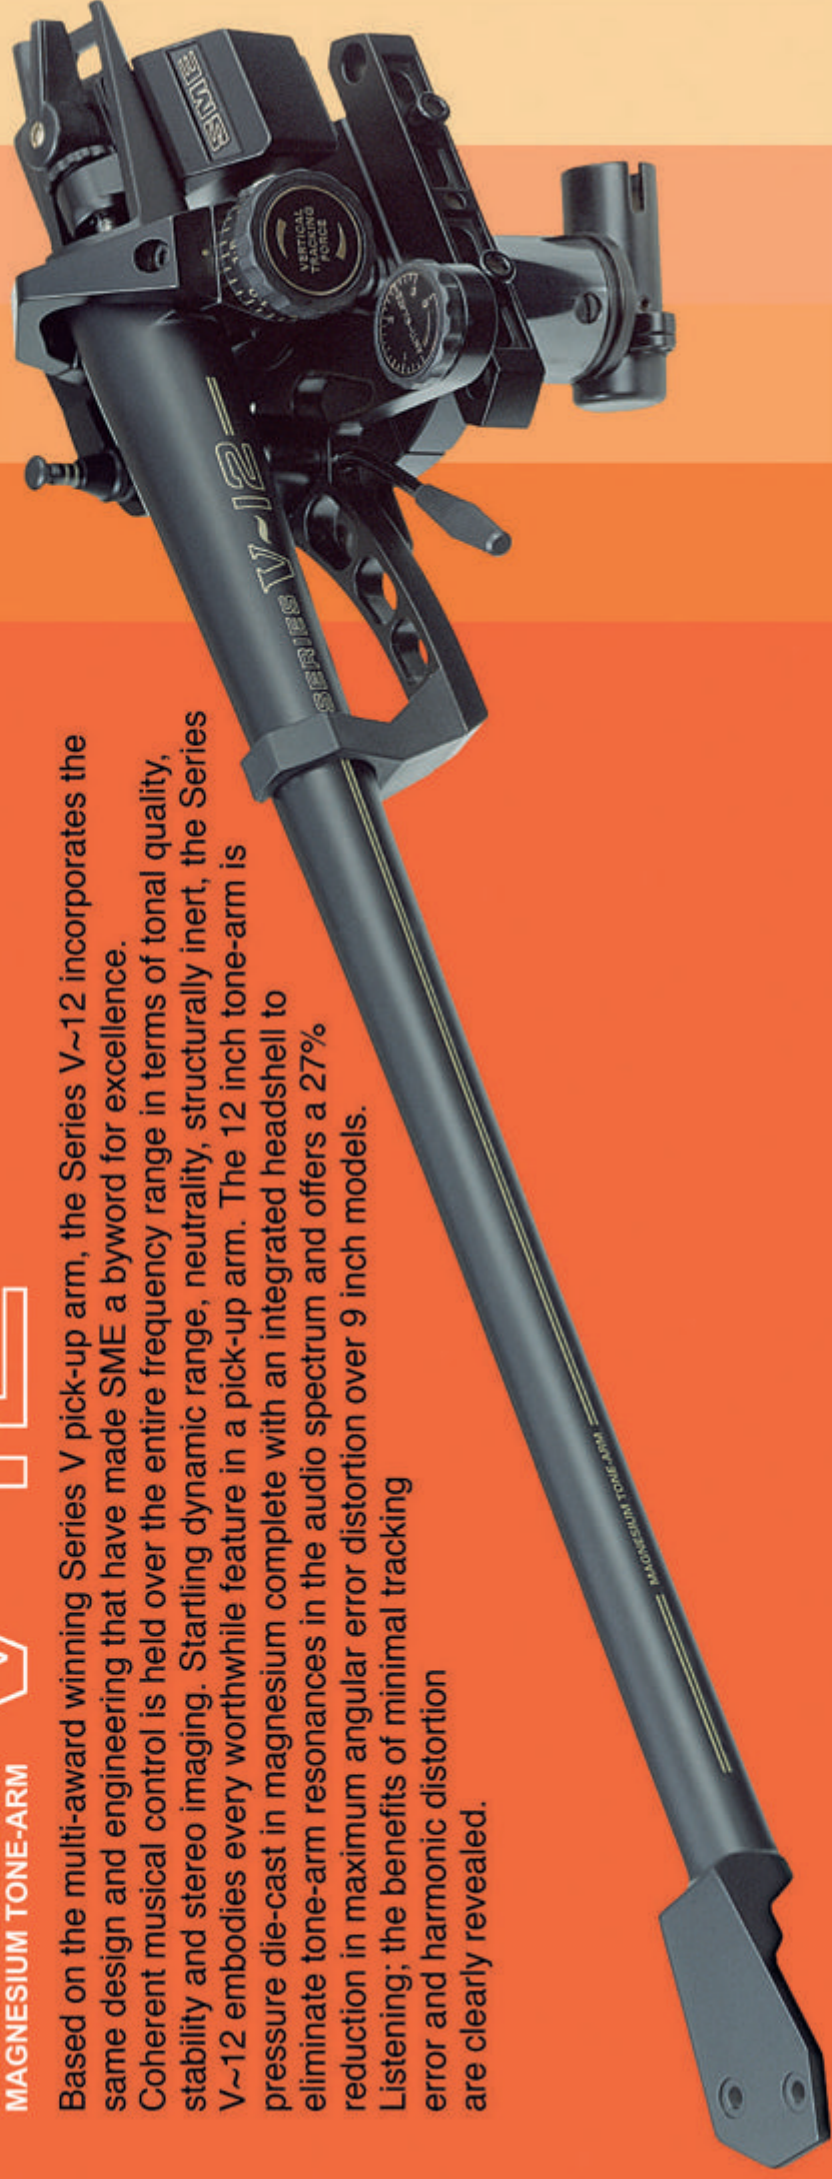 MAGNESIUM TONE-ARM
Based on the multi-award winning Series V pick-up arm, the Series V~12 incorporates the
same design and engineering that have made SME a byword for excellence.
Coherent musical control is held over the entire frequency range in terms of tonal quality,
stability and stereo imaging. Startling dynamic range, neutrality, structurally inert, the Series
V~12 embodies every worthwhile feature in a pick-up arm. The 12 inch tone-arm is
pressure die-cast in magnesium complete with an integrated headshell to
eliminate tone-arm resonances in the audio spectrum and offers a 27%
reduction in maximum angular error distortion over 9 inch models.
Listening; the benefits of minimal tracking
error and harmonic distortion
are clearly revealed.
MAGNESIUM TONE-ARM
SERIES V~12
SME
VERTICAL
TRACKING
FORCE